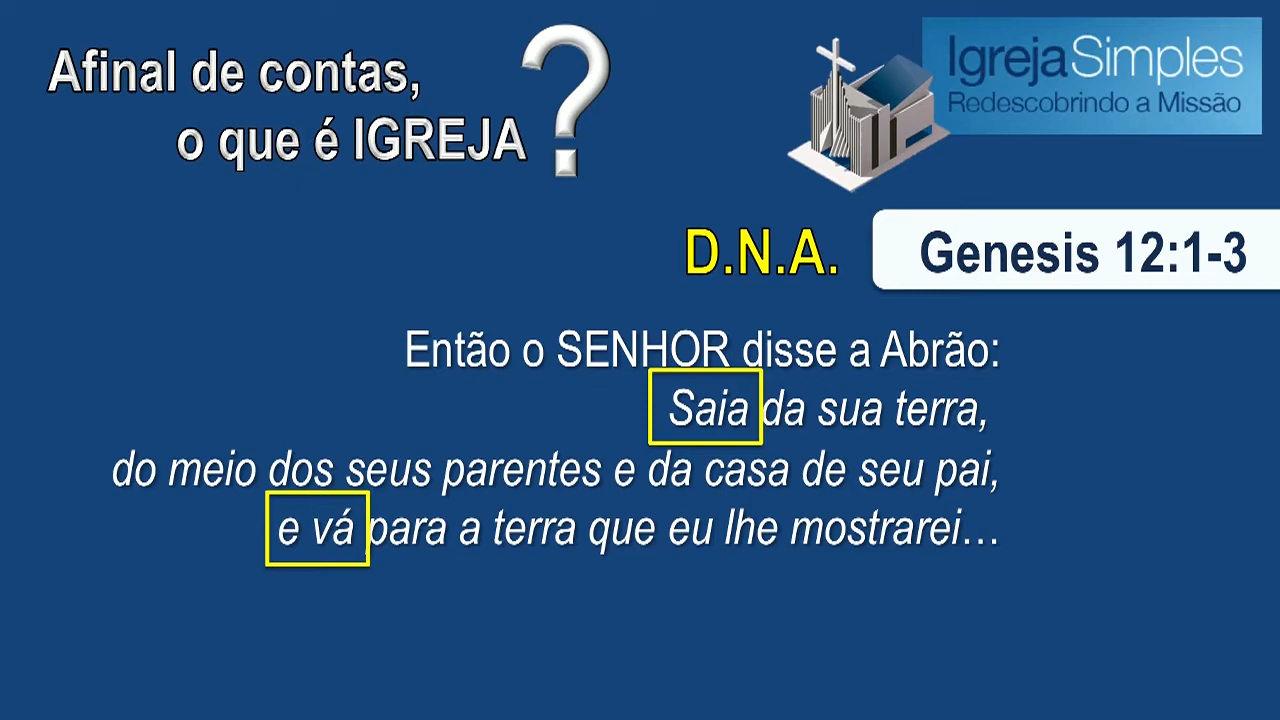 Afinal de contas,
o que é IGREJA?
IgrejaSimples
Redescobrindo a Missão
D.N.A.
Genesis 12:1-3
Então o SENHOR disse a Abrão:
Saia da sua terra,
do meio dos seus parentes e da casa de seu pai,
e vá para a terra que eu lhe mostrarei...